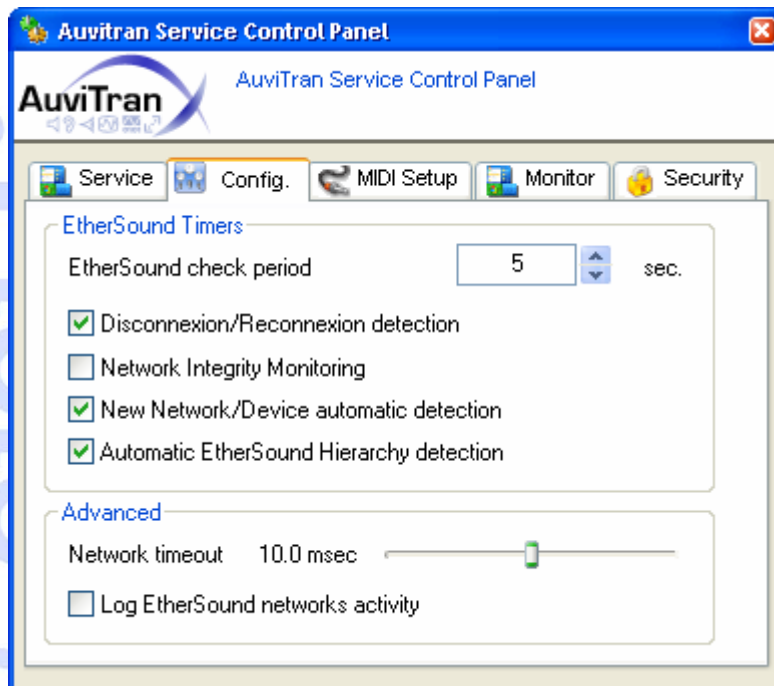 Auvitran Service Control Panel
AuviTran
AuviTran Service Control Panel
Service Config. MIDI Setup Monitor Security
EtherSound Timers
EtherSound check period 5 sec.
Disconnexion/Reconnexion detection
Network Integrity Monitoring
New Network/Device automatic detection
Automatic EtherSound Hierarchy detection
Advanced
Network timeout 10.0 msec
Log EtherSound networks activity